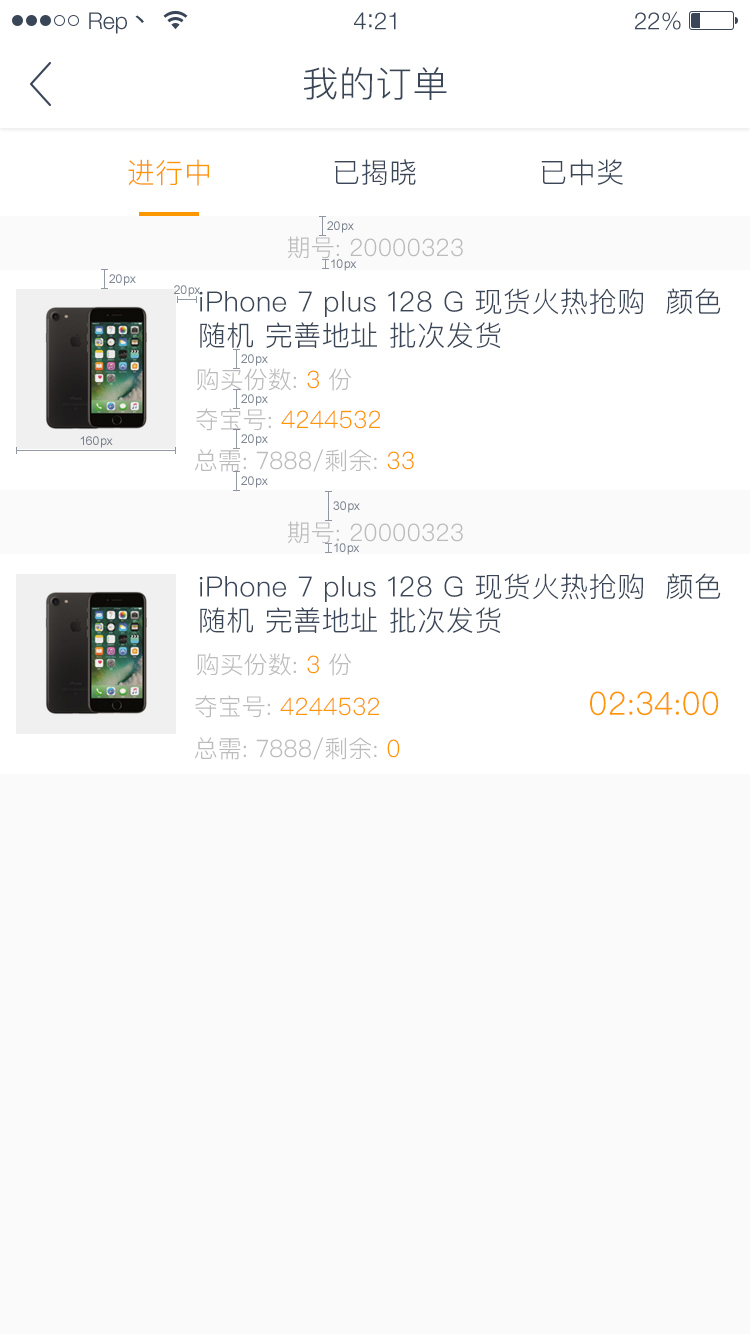 Rep
4:21
22%
我的订单
进行中 已揭晓 已中奖
20px
期号: 20000323
10px
20px
20px
iPhone 7 plus 128 G 现货火热抢购 颜色
随机 完善地址 批次发货
20px
购买份数: 3 份
20px
夺宝号: 4244532
20px
160px
总需: 7888/剩余: 33
20px
30px
期号: 20000323
10px
iPhone 7 plus 128 G 现货火热抢购 颜色
随机 完善地址 批次发货
购买份数: 3 份
夺宝号: 4244532
02:34:00
总需: 7888/剩余: 0